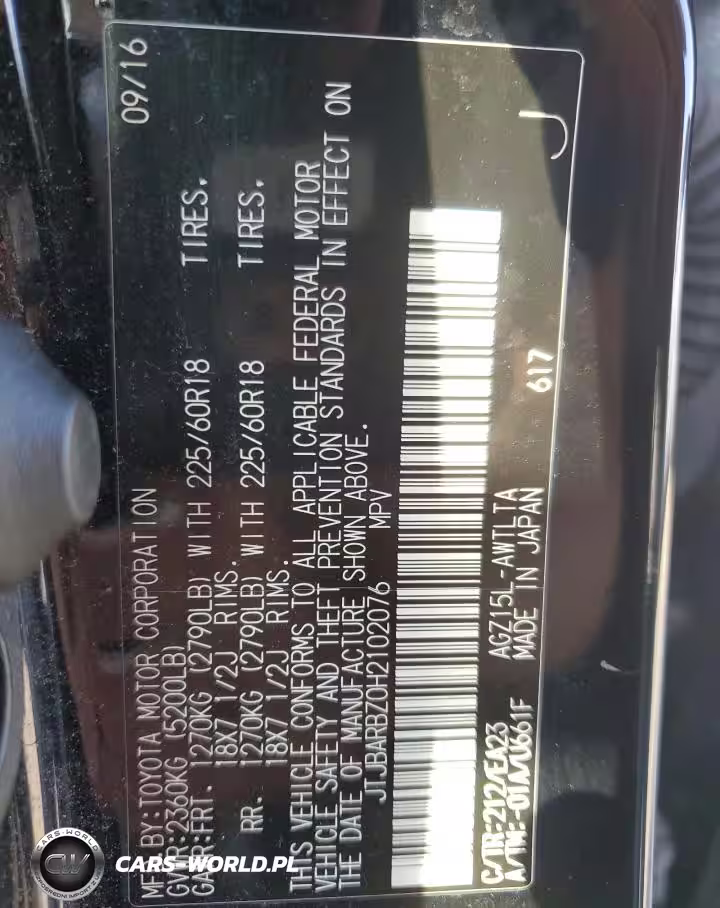 MFD BY:TOYOTA MOTOR CORPORATION 09/16
GVWR:2360KG (5200LB)
GAWR:FRT. 1270KG (2790LB) WITH 225/60R18 TIRES.
18X7 1/2J RIMS.
RR. 1270KG (2790LB) WITH 225/60R18 TIRES.
18X7 1/2J RIMS.
THIS VEHICLE CONFORMS TO ALL APPLICABLE FEDERAL MOTOR
VEHICLE SAFETY AND THEFT PREVENTION STANDARDS IN EFFECT ON
THE DATE OF MANUFACTURE SHOWN ABOVE.
JTJBARBZ0H2102076 MPV
C/TR:212/EA23 AGZ15L-AWTLTA
A/TM:-01A/U661F MADE IN JAPAN 617
J
CARS-WORLD.PL
CARS-WORLD
CW